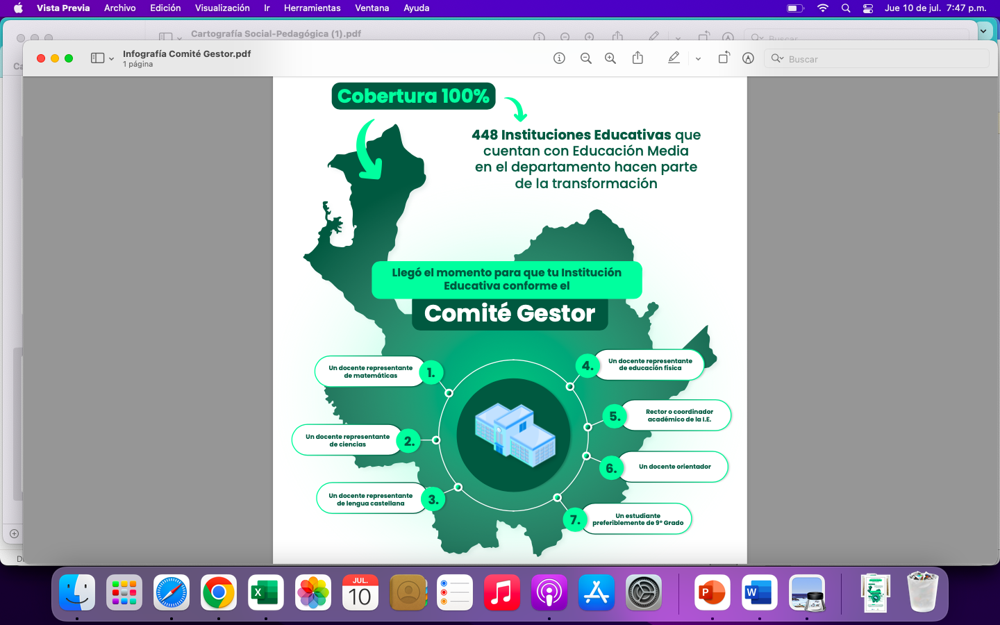 Vista Previa Archivo Edición Visualización Ir Herramientas Ventana Ayuda
Jue 10 de jul. 7:47 p.m.
Cartografía Social-Pedagógica (1).pdf
Buscar
Infografía Comité Gestor.pdf
1 página
Buscar
Cobertura 100%
448 Instituciones Educativas que
cuentan con Educación Media
en el departamento hacen parte
de la transformación
Llegó el momento para que tu Institución
Educativa conforme el
Comité Gestor
1.
Un docente representante
de matemáticas
2.
Un docente representante
de ciencias
3.
Un docente representante
de lengua castellana
4.
Un docente representante
de educación física
5.
Rector o coordinador
académico de la I.E.
6.
Un docente orientador
7.
Un estudiante
preferiblemente de 9° Grado
JUL.
10
X
P
W